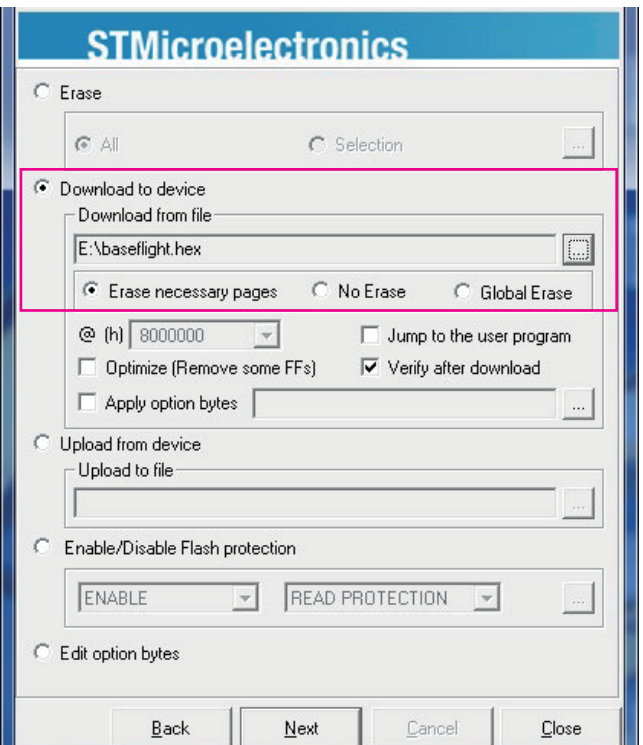 STMicroelectronics
Erase
All Selection ...
Download to device
Download from file
E:\baseflight.hex ...
Erase necessary pages No Erase Global Erase
@ (h) 8000000 Jump to the user program
Optimize (Remove some FFs) Verify after download
Apply option bytes ...
Upload from device
Upload to file
...
Enable/Disable Flash protection
ENABLE READ PROTECTION ...
Edit option bytes
Back Next Cancel Close